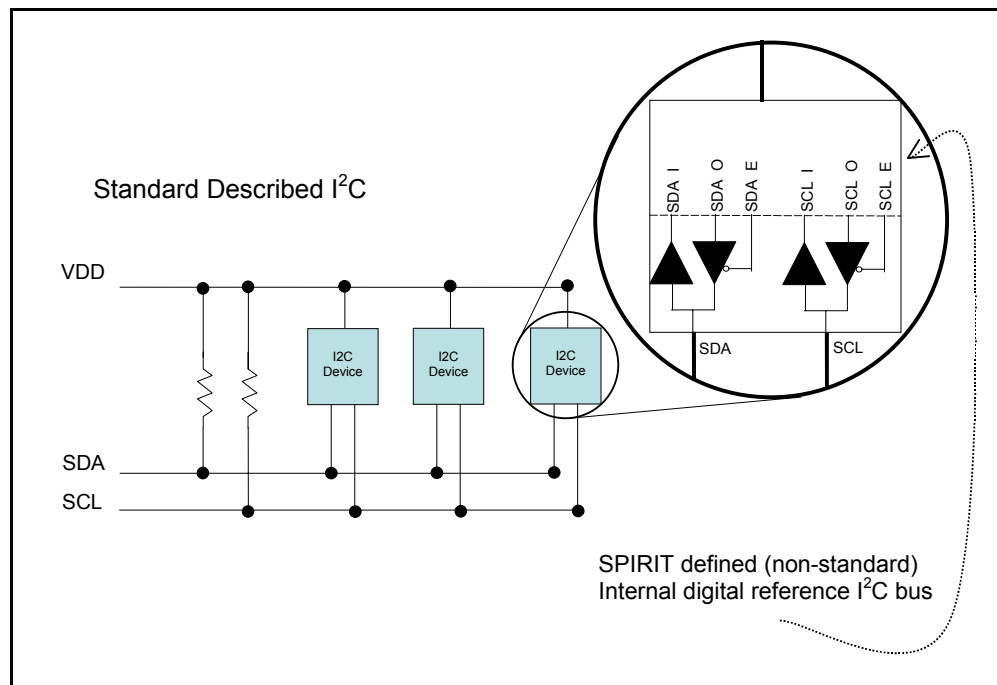 Standard Described I²C
VDD
SDA
SCL
I2C
Device
I2C
Device
I2C
Device
SDA I
SDA O
SDA E
SCL I
SCL O
SCL E
SDA
SCL
SPIRIT defined (non-standard)
Internal digital reference I²C bus